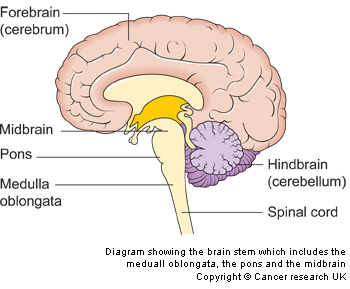 Forebrain
(cerebrum)
Midbrain
Pons
Medulla
oblongata
Hindbrain
(cerebellum)
Spinal cord
Diagram showing the brain stem which includes the
meduall oblongata, the pons and the midbrain
Copyright © Cancer research UK